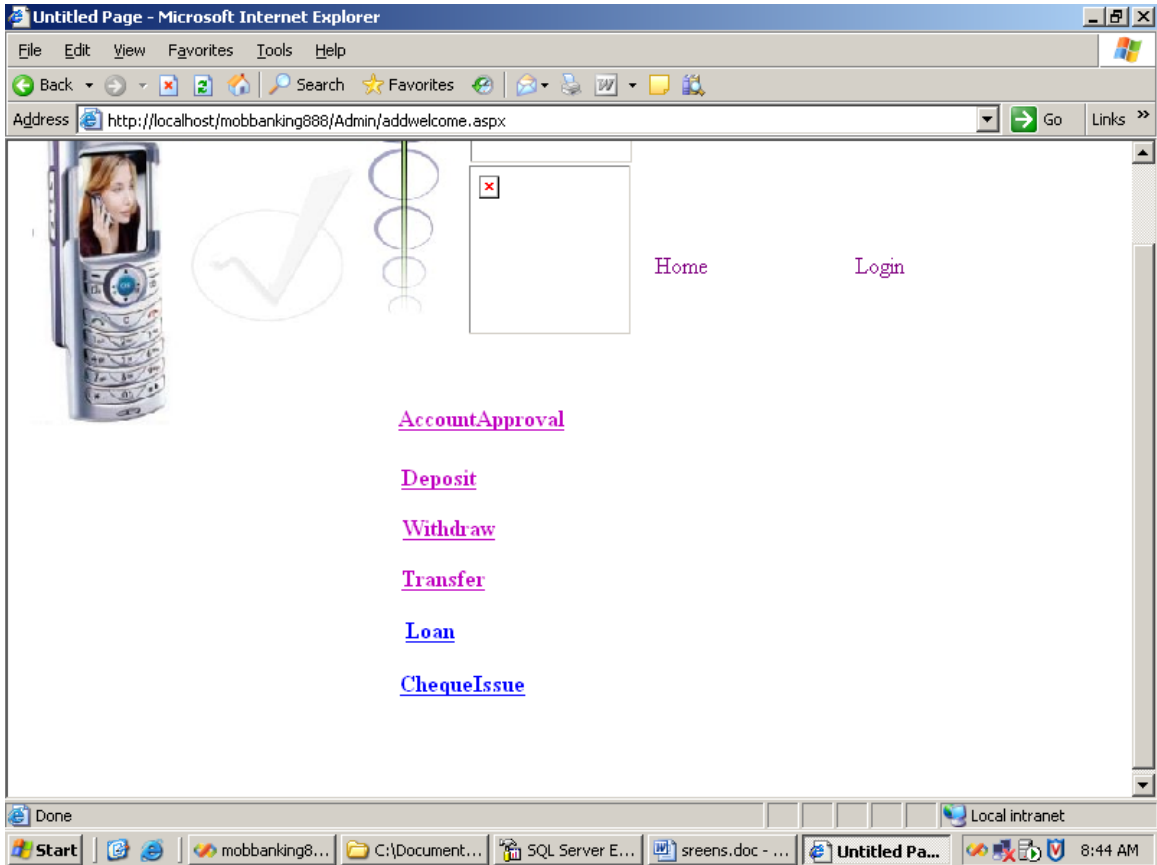 Untitled Page - Microsoft Internet Explorer
File Edit View Favorites Tools Help
Back Search Favorites
Address http://localhost/mobbanking888/Admin/addwelcome.aspx Go Links »
Home Login
AccountApproval
Deposit
Withdraw
Transfer
Loan
ChequeIssue
Done Local intranet
Start mobbanking8... C:\Document... SQL Server E... sreens.doc - ... Untitled Pa... 8:44 AM